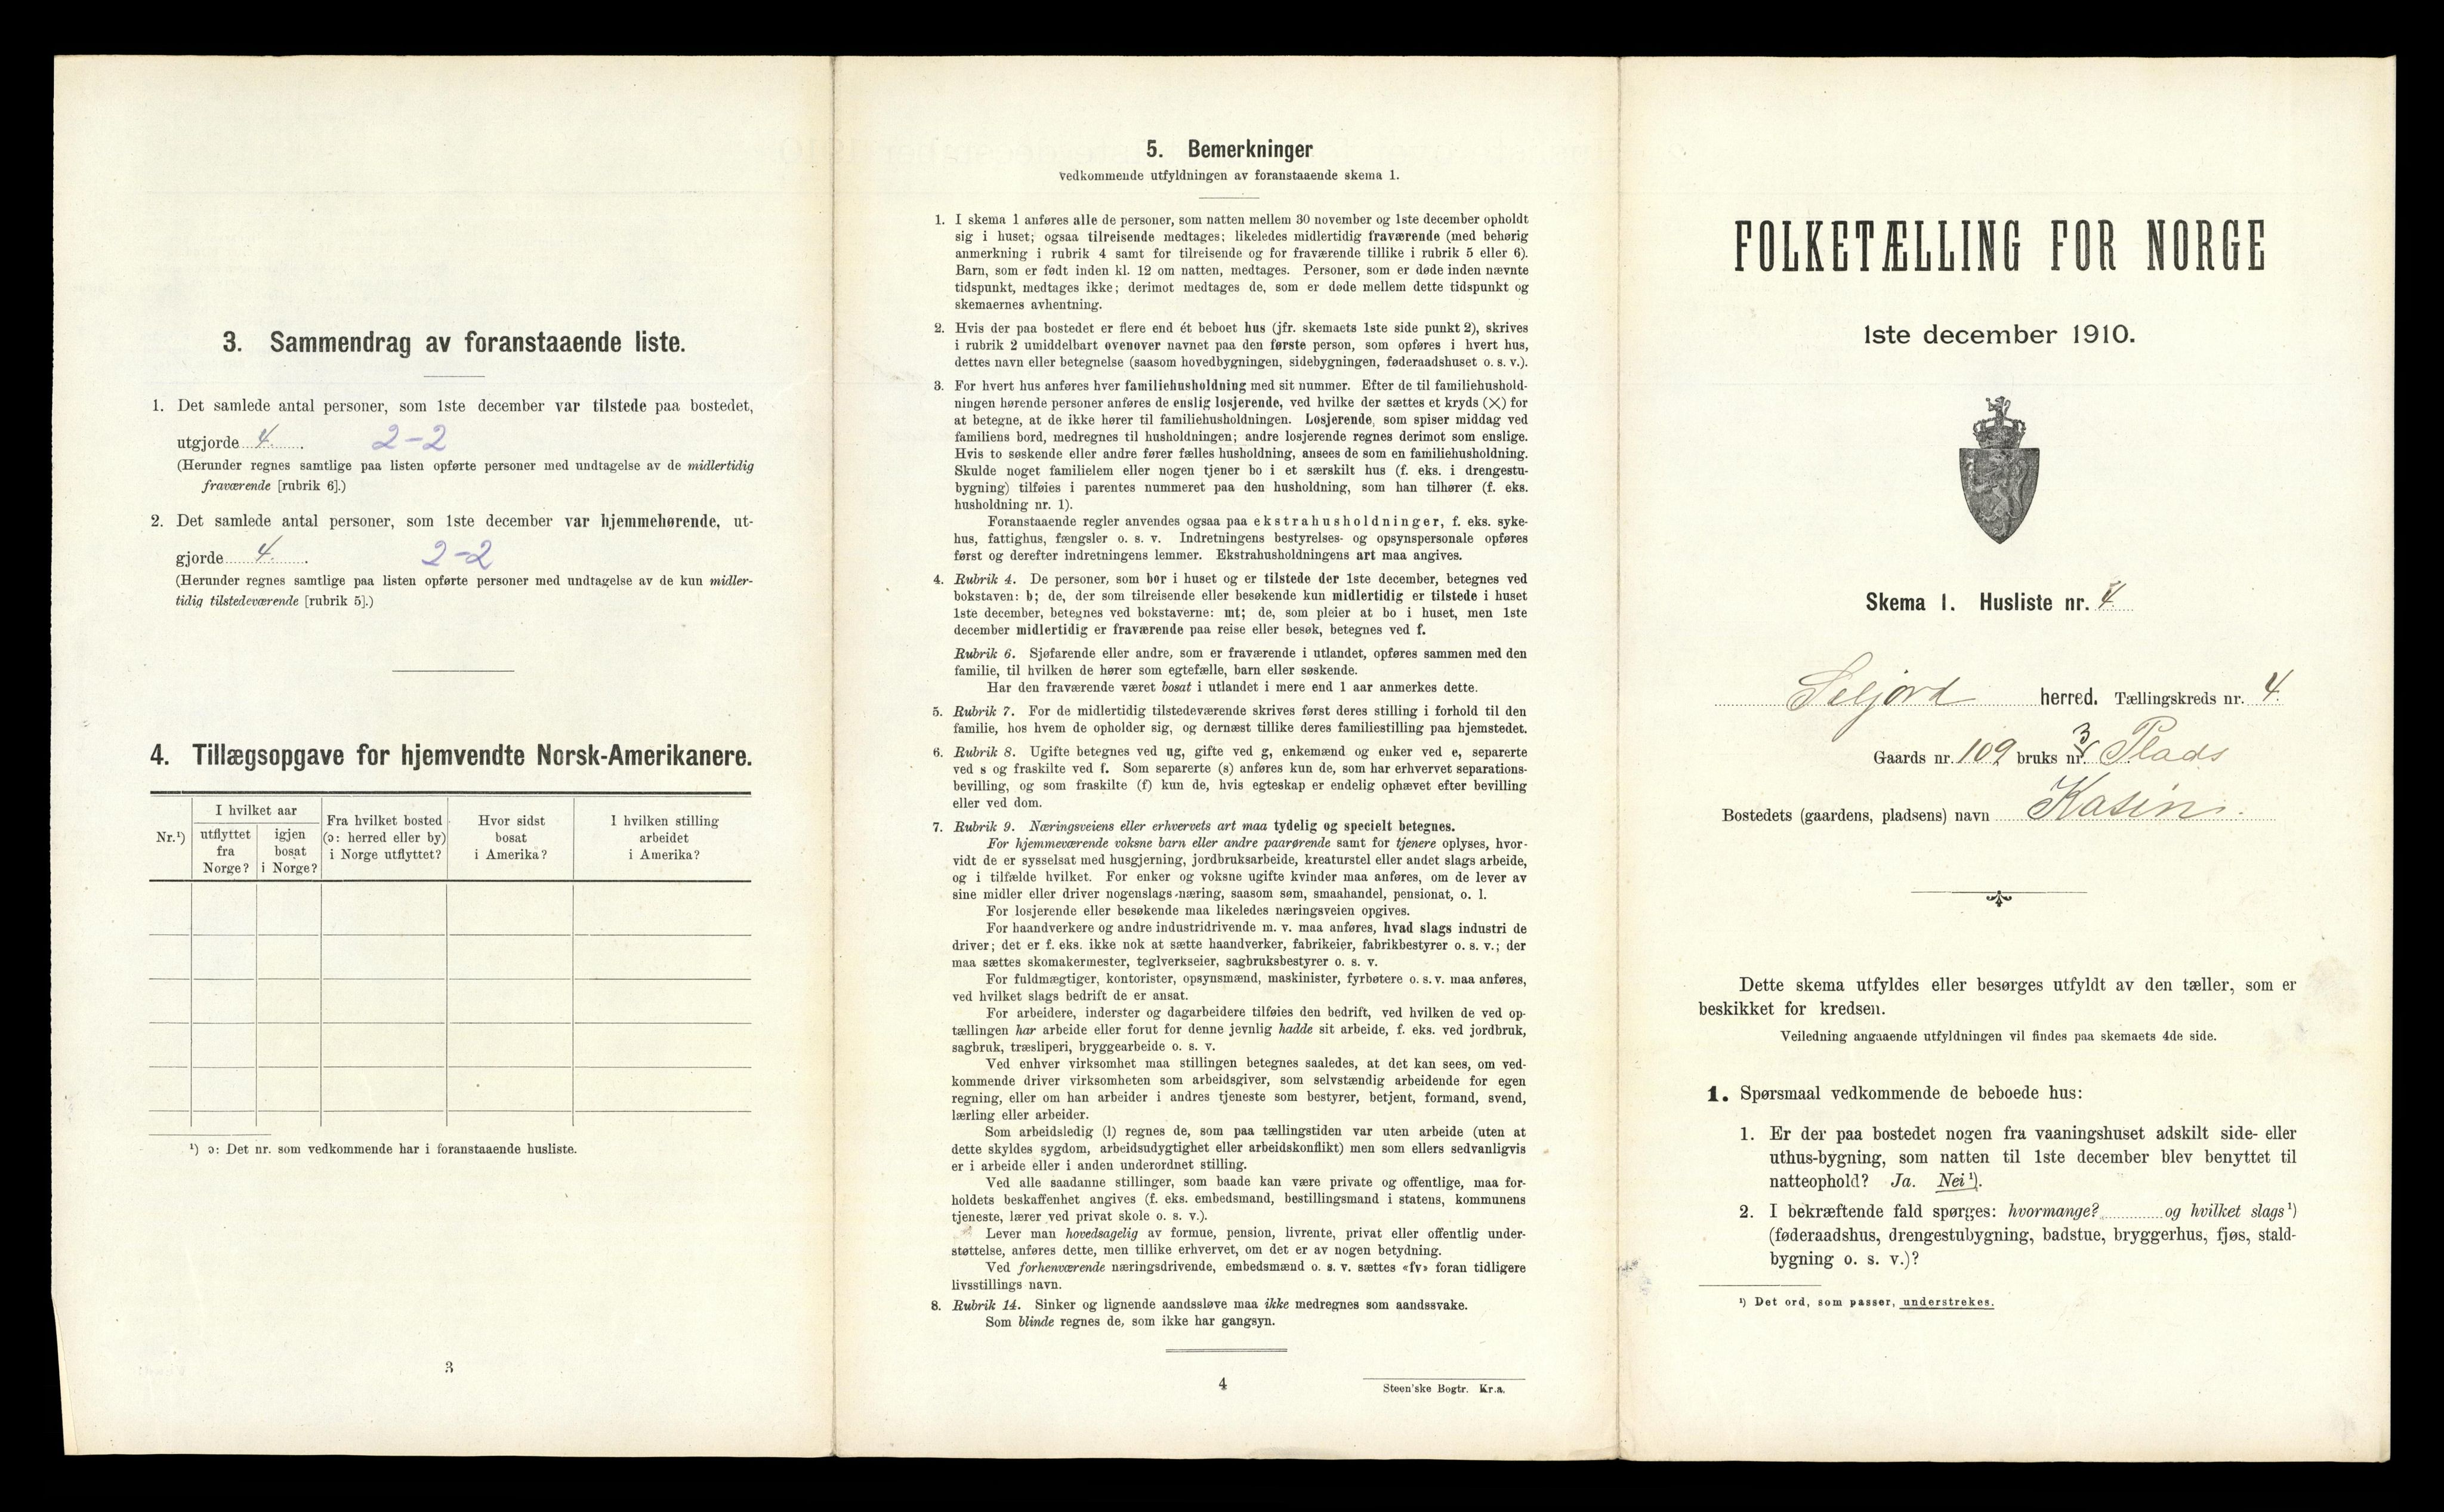 3. Sammendrag av foranstaaende liste.
1. Det samlede antal personer, som 1ste december var tilstede paa bostedet,
utgjorde 4. 2-2
(Herunder regnes samtlige paa listen opførte personer med undtagelse av de midlertidig
fraværende [rubrik 6].)
2. Det samlede antal personer, som 1ste december var hjemmehørende, ut-
gjorde 4. 2-2
(Herunder regnes samtlige paa listen opførte personer med undtagelse av de kun midler-
tidig tilstedeværende [rubrik 5].)
4. Tillægsopgave for hjemvendte Norsk-Amerikanere.
Nr.¹)
I hvilket aar
utflyttet
fra
Norge?
igjen
bosat
i Norge?
Fra hvilket bosted
(ɔ: herred eller by)
i Norge utflyttet?
Hvor sidst
bosat
i Amerika?
I hvilken stilling
arbeidet
i Amerika?
¹) ɔ: Det nr. som vedkommende har i foranstaaende husliste.
3
5. Bemerkninger
vedkommende utfyldningen av foranstaaende skema 1.
1. I skema 1 anføres alle de personer, som natten mellem 30 november og 1ste december opholdt
sig i huset; ogsaa tilreisende medtages; likeledes midlertidig fraværende (med behørig
anmerkning i rubrik 4 samt for tilreisende og for fraværende tillike i rubrik 5 eller 6).
Barn, som er født inden kl. 12 om natten, medtages. Personer, som er døde inden nævnte
tidspunkt, medtages ikke; derimot medtages de, som er døde mellem dette tidspunkt og
skemaernes avhentning.
2. Hvis der paa bostedet er flere end ét beboet hus (jfr. skemaets 1ste side punkt 2), skrives
i rubrik 2 umiddelbart ovenover navnet paa den første person, som opføres i hvert hus,
dettes navn eller betegnelse (saasom hovedbygningen, sidebygningen, føderaadshuset o. s. v.).
3. For hvert hus anføres hver familiehusholdning med sit nummer. Efter de til familiehushold-
ningen hørende personer anføres de enslig losjerende, ved hvilke der sættes et kryds (×) for
at betegne, at de ikke hører til familiehusholdningen. Losjerende, som spiser middag ved
familiens bord, medregnes til husholdningen; andre losjerende regnes derimot som enslige.
Hvis to søskende eller andre fører fælles husholdning, ansees de som en familiehusholdning.
Skulde noget familielem eller nogen tjener bo i et særskilt hus (f. eks. i drengestu-
bygning) tilføies i parentes nummeret paa den husholdning, som han tilhører (f. eks.
husholdning nr. 1).
Foranstaaende regler anvendes ogsaa paa ekstrahusholdninger, f. eks. syke-
hus, fattighus, fængsler o. s. v. Indretningens bestyrelses- og opsynspersonale opføres
først og derefter indretningens lemmer. Ekstrahusholdningens art maa angives.
4. Rubrik 4. De personer, som bor i huset og er tilstede der 1ste december, betegnes ved
bokstaven: b; de, der som tilreisende eller besøkende kun midlertidig er tilstede i huset
1ste december, betegnes ved bokstaverne: mt; de, som pleier at bo i huset, men 1ste
december midlertidig er fraværende paa reise eller besøk, betegnes ved f.
Rubrik 6. Sjøfarende eller andre, som er fraværende i utlandet, opføres sammen med den
familie, til hvilken de hører som egtefælle, barn eller søskende.
Har den fraværende været bosat i utlandet i mere end 1 aar anmerkes dette.
5. Rubrik 7. For de midlertidig tilstedeværende skrives først deres stilling i forhold til den
familie, hos hvem de opholder sig, og dernæst tillike deres familiestilling paa hjemstedet.
6. Rubrik 8. Ugifte betegnes ved ug, gifte ved g, enkemænd og enker ved e, separerte
ved s og fraskilte ved f. Som separerte (s) anføres kun de, som har erhvervet separations-
bevilling, og som fraskilte (f) kun de, hvis egteskap er endelig ophævet efter bevilling
eller ved dom.
7. Rubrik 9. Næringsveiens eller erhvervets art maa tydelig og specielt betegnes.
For hjemmeværende voksne barn eller andre paarørende samt for tjenere oplyses, hvor-
vidt de er sysselsat med husgjerning, jordbruksarbeide, kreaturstel eller andet slags arbeide,
og i tilfælde hvilket. For enker og voksne ugifte kvinder maa anføres, om de lever av
sine midler eller driver nogenslags næring, saasom søm, smaahandel, pensionat, o. l.
For losjerende eller besøkende maa likeledes næringsveien opgives.
For haandverkere og andre industridrivende m. v. maa anføres, hvad slags industri de
driver; det er f. eks. ikke nok at sætte haandverker, fabrikeier, fabrikbestyrer o. s. v.; der
maa sættes skomakermester, teglverkseier, sagbruksbestyrer o. s. v.
For fuldmægtiger, kontorister, opsynsmænd, maskinister, fyrbøtere o. s. v. maa anføres,
ved hvilket slags bedrift de er ansat.
For arbeidere, inderster og dagarbeidere tilføies den bedrift, ved hvilken de ved op-
tællingen har arbeide eller forut for denne jevnlig hadde sit arbeide, f. eks. ved jordbruk,
sagbruk, træsliperi, bryggearbeide o. s. v.
Ved enhver virksomhet maa stillingen betegnes saaledes, at det kan sees, om ved-
kommende driver virksomheten som arbeidsgiver, som selvstændig arbeidende for egen
regning, eller om han arbeider i andres tjeneste som bestyrer, betjent, formand, svend,
lærling eller arbeider.
Som arbeidsledig (l) regnes de, som paa tællingstiden var uten arbeide (uten at
dette skyldes sygdom, arbeidsudygtighet eller arbeidskonflikt) men som ellers sedvanligvis
er i arbeide eller i anden underordnet stilling.
Ved alle saadanne stillinger, som baade kan være private og offentlige, maa for-
holdets beskaffenhet angives (f. eks. embedsmand, bestillingsmand i statens, kommunens
tjeneste, lærer ved privat skole o. s. v.).
Lever man hovedsagelig av formue, pension, livrente, privat eller offentlig under-
støttelse, anføres dette, men tillike erhvervet, om det er av nogen betydning.
Ved forhenværende næringsdrivende, embedsmænd o. s. v. sættes «fv» foran tidligere
livsstillings navn.
8. Rubrik 14. Sinker og lignende aandssløve maa ikke medregnes som aandssvake.
Som blinde regnes de, som ikke har gangsyn.
4
Steen'ske Bogtr. Kr.a.
FOLKETÆLLING FOR NORGE
1ste december 1910.
Skema 1. Husliste nr. 4
Seljord herred. Tællingskreds nr. 4.
Gaards nr. 109 bruks nr. 3 Plads
Bostedets (gaardens, pladsens) navn Kasin.
Dette skema utfyldes eller besørges utfyldt av den tæller, som er
beskikket for kredsen.
Veiledning angaaende utfyldningen vil findes paa skemaets 4de side.
1. Spørsmaal vedkommende de beboede hus:
1. Er der paa bostedet nogen fra vaaningshuset adskilt side- eller
uthus-bygning, som natten til 1ste december blev benyttet til
natteophold? Ja. Nei ¹).
2. I bekræftende fald spørges: hvormange? og hvilket slags ¹)
(føderaadshus, drengestubygning, badstue, bryggerhus, fjøs, stald-
bygning o. s. v.)?
¹) Det ord, som passer, understrekes.